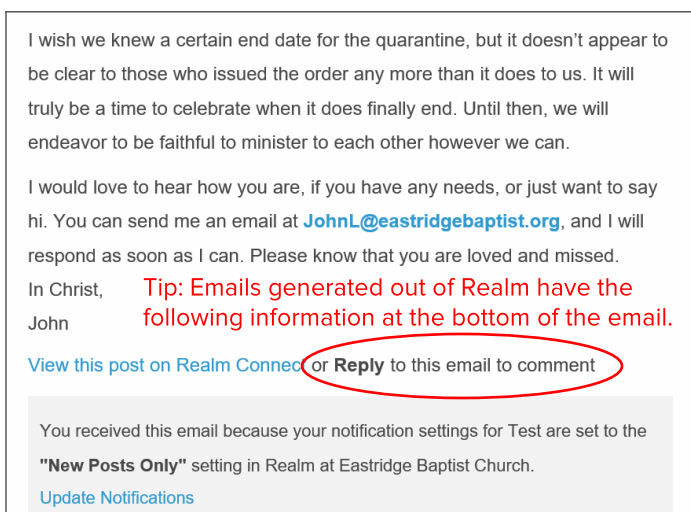 I wish we knew a certain end date for the quarantine, but it doesn't appear to
be clear to those who issued the order any more than it does to us. It will
truly be a time to celebrate when it does finally end. Until then, we will
endeavor to be faithful to minister to each other however we can.
I would love to hear how you are, if you have any needs, or just want to say
hi. You can send me an email at JohnL@eastridgebaptist.org, and I will
respond as soon as I can. Please know that you are loved and missed.
In Christ,
John
Tip: Emails generated out of Realm have the
following information at the bottom of the email.
View this post on Realm Connect or Reply to this email to comment
You received this email because your notification settings for Test are set to the
"New Posts Only" setting in Realm at Eastridge Baptist Church.
Update Notifications